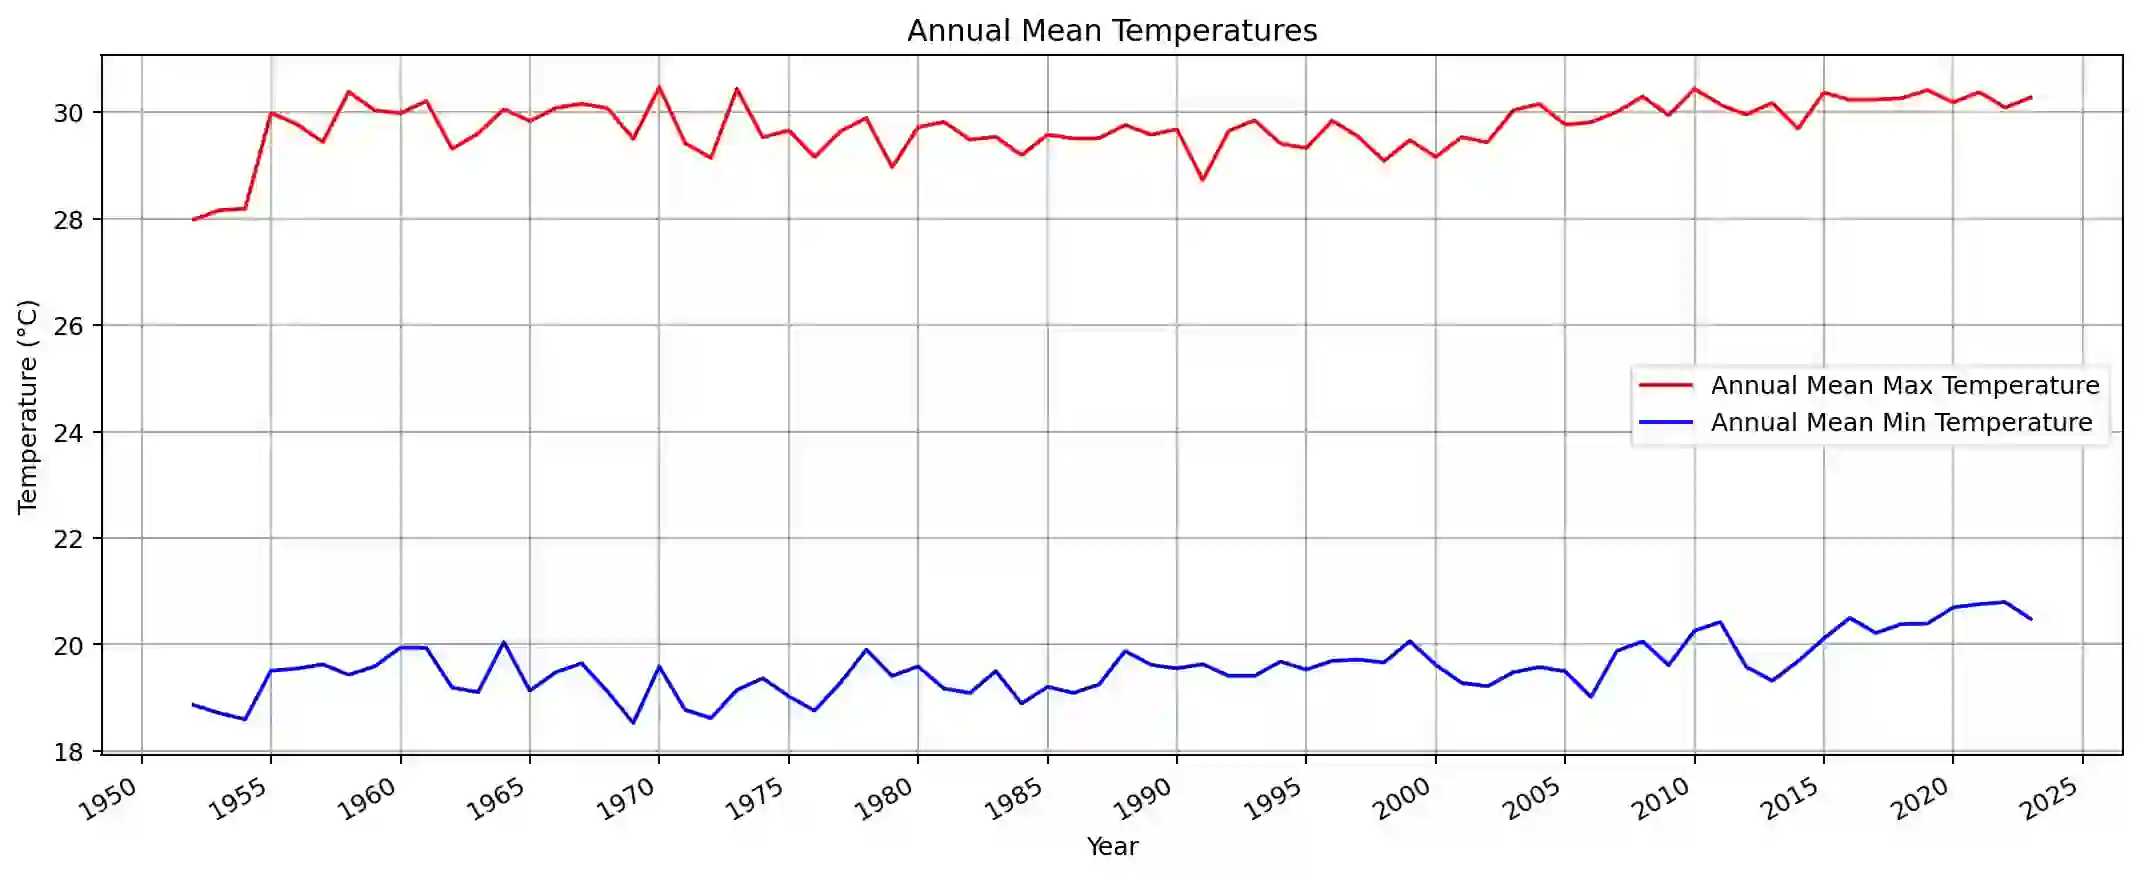 Annual Mean Temperatures
Temperature (°C)
30
28
26
24
22
20
18
Annual Mean Max Temperature
Annual Mean Min Temperature
1950 1955 1960 1965 1970 1975 1980 1985 1990 1995 2000 2005 2010 2015 2020 2025
Year